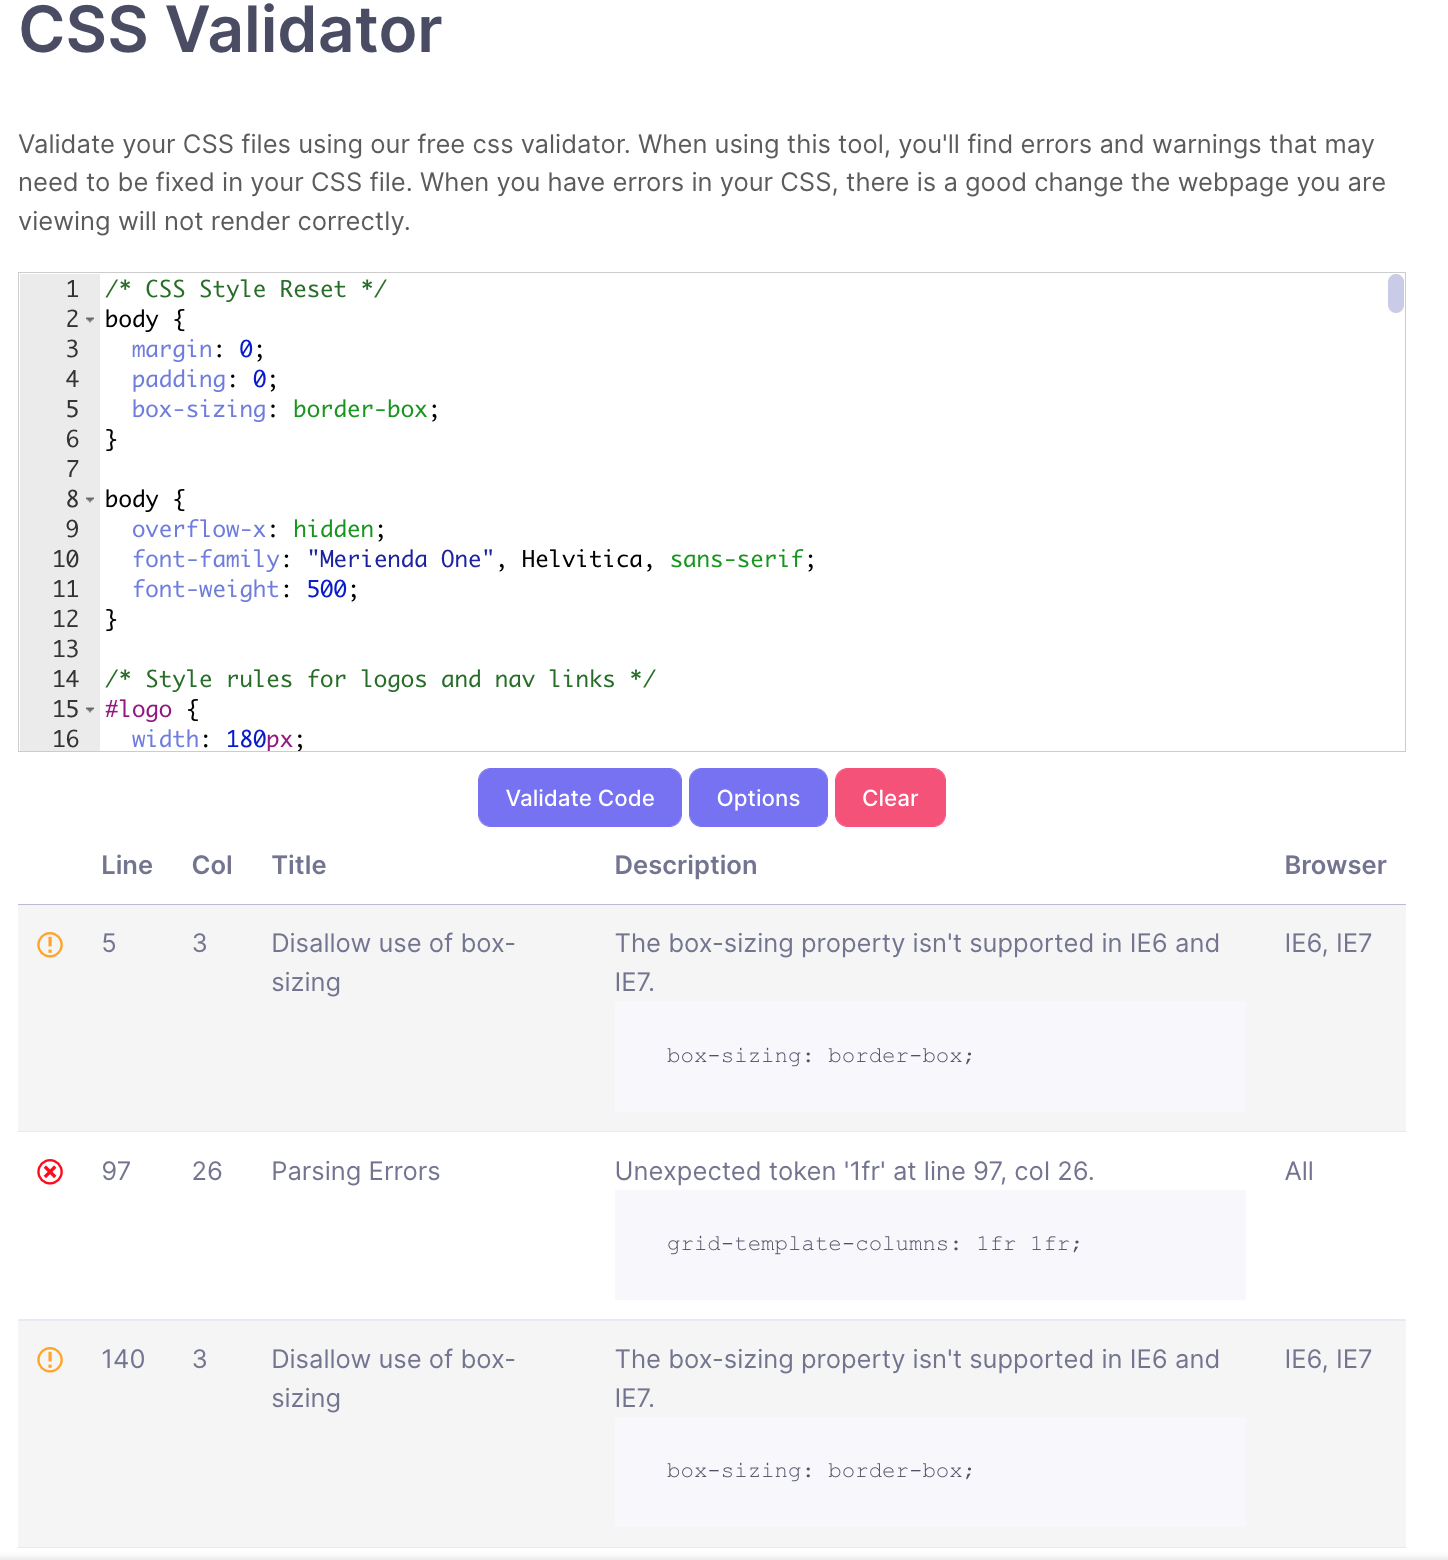 CSS Validator
Validate your CSS files using our free css validator. When using this tool, you'll find errors and warnings that may
need to be fixed in your CSS file. When you have errors in your CSS, there is a good change the webpage you are
viewing will not render correctly.
1 /* CSS Style Reset */
2 body {
3 margin: 0;
4 padding: 0;
5 box-sizing: border-box;
6 }
7
8 body {
9 overflow-x: hidden;
10 font-family: "Merienda One", Helvitica, sans-serif;
11 font-weight: 500;
12 }
13
14 /* Style rules for logos and nav links */
15 #logo {
16 width: 180px;
Validate Code Options Clear
Line Col Title Description Browser
5 3 Disallow use of box- The box-sizing property isn't supported in IE6 and IE6, IE7
sizing IE7.
box-sizing: border-box;
97 26 Parsing Errors Unexpected token '1fr' at line 97, col 26. All
grid-template-columns: 1fr 1fr;
140 3 Disallow use of box- The box-sizing property isn't supported in IE6 and IE6, IE7
sizing IE7.
box-sizing: border-box;